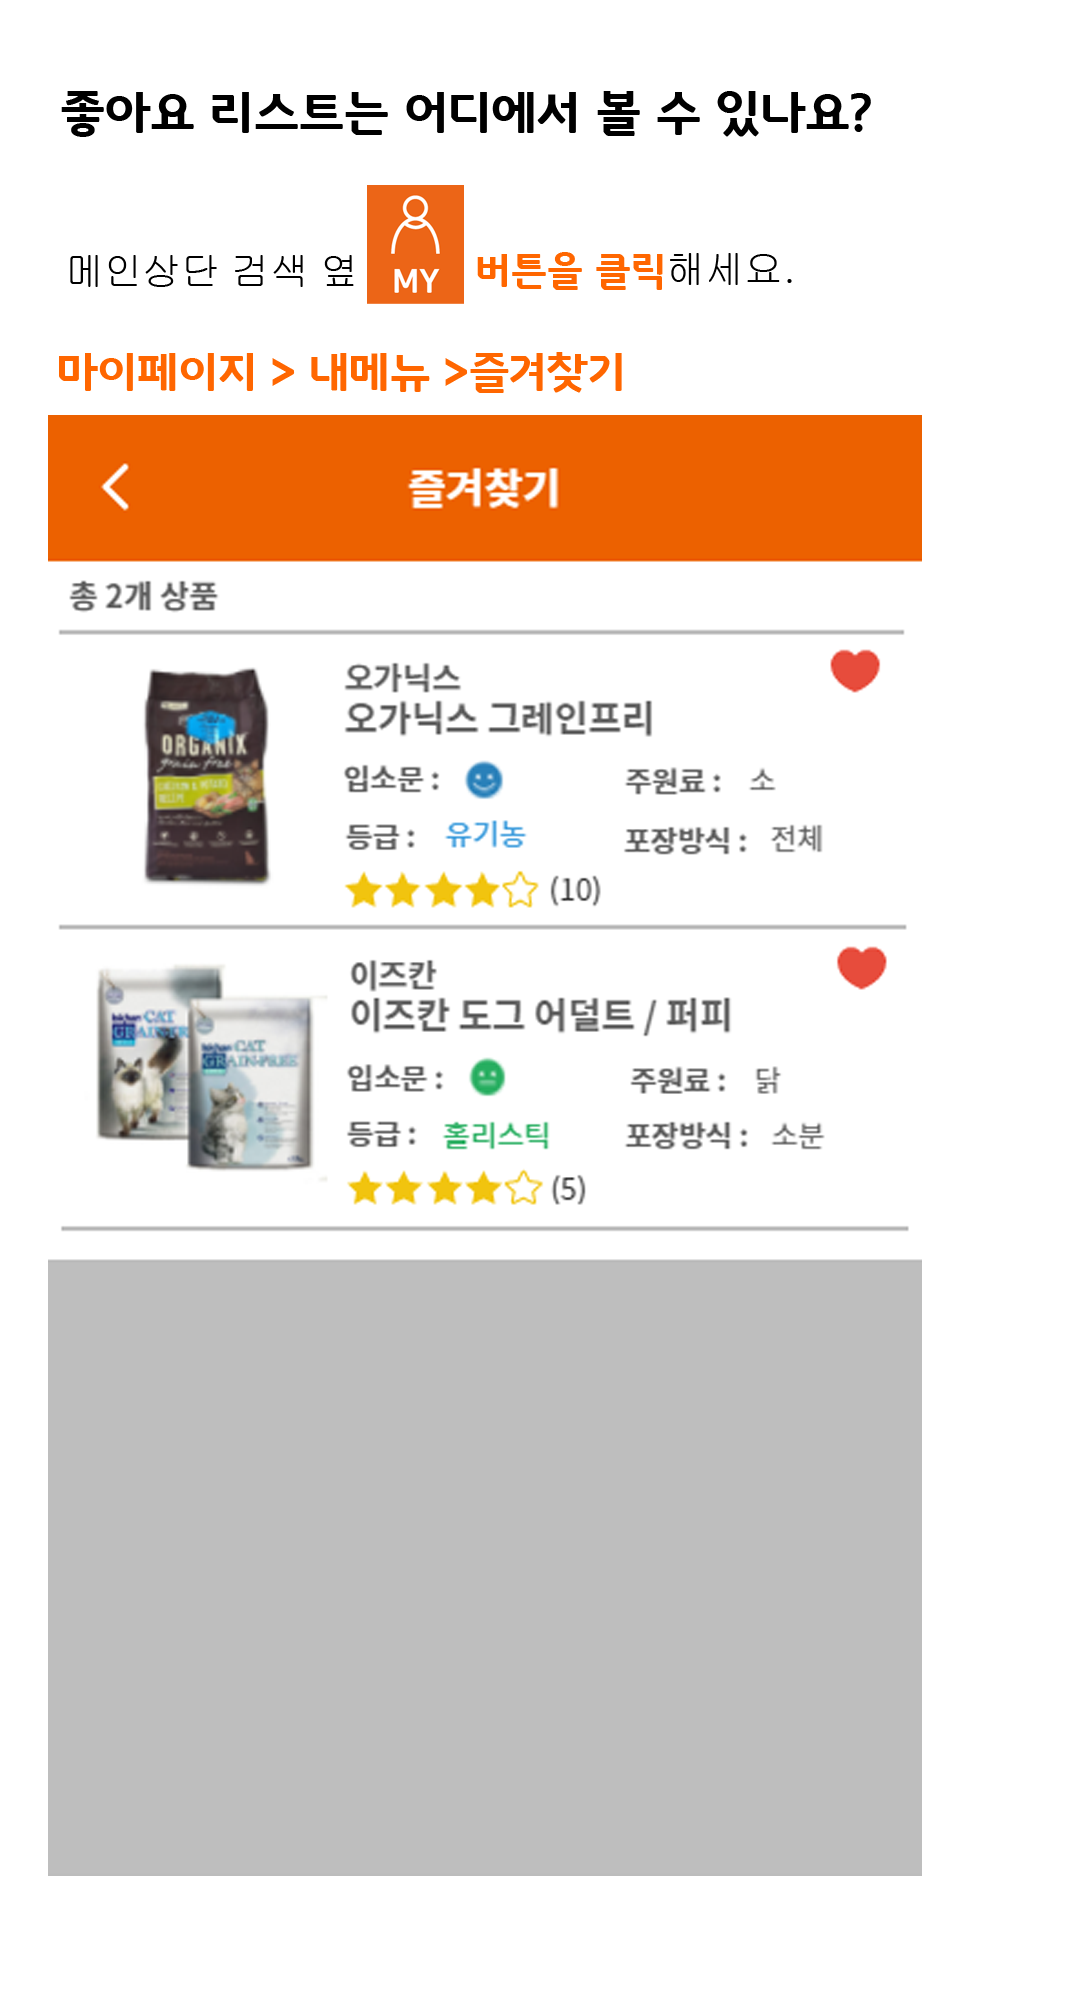 좋아요 리스트는 어디에서 볼 수 있나요?
메인상단 검색 옆 MY 버튼을 클릭해세요.
마이페이지 > 내메뉴 >즐겨찾기
즐겨찾기
총 2개 상품
오가닉스
오가닉스 그레인프리
입소문 : 주원료 : 소
등급 : 유기농 포장방식 : 전체
(10)
ORGANIX
grain free
이즈칸
이즈칸 도그 어덜트 / 퍼피
입소문 : 주원료 : 닭
등급 : 홀리스틱 포장방식 : 소분
(5)
CAT
CAT
GRAIN-FREE